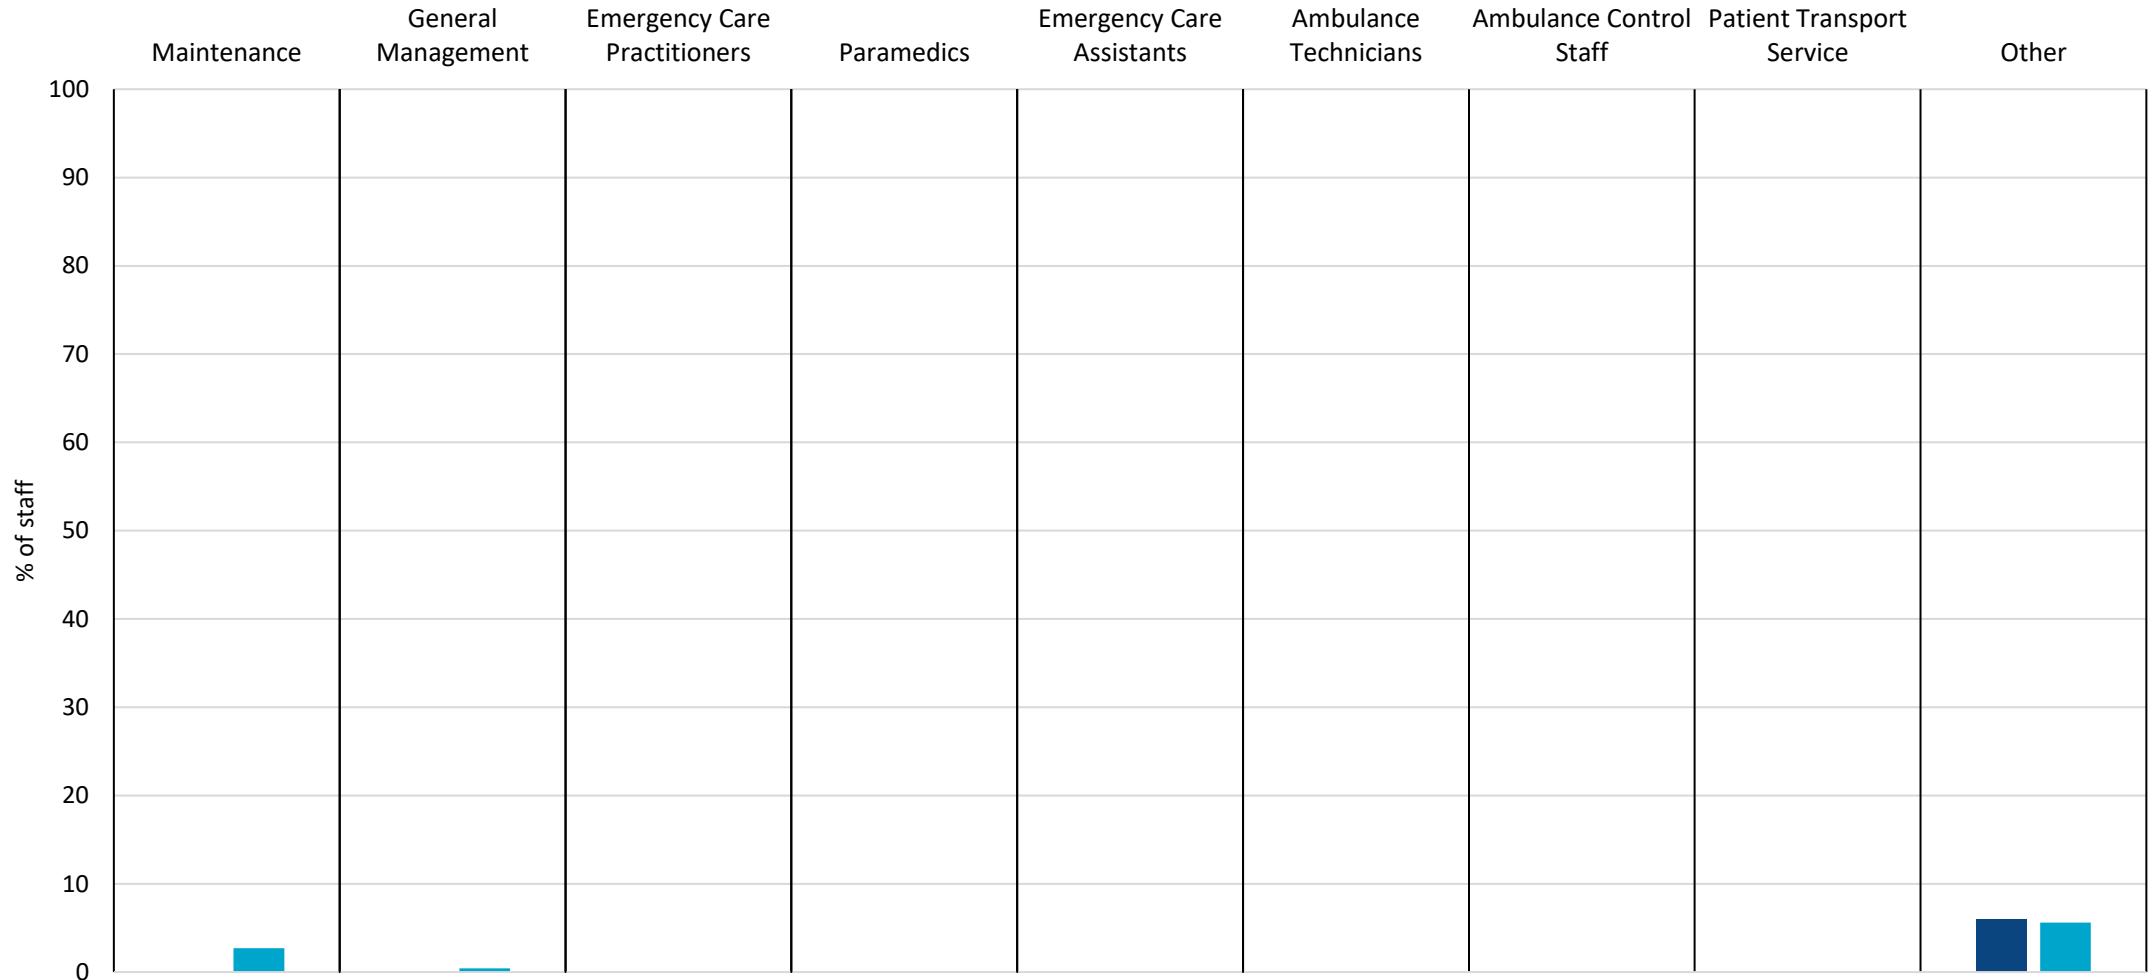 Maintenance
General
Management
Emergency Care
Practitioners
Paramedics
Emergency Care
Assistants
Ambulance
Technicians
Ambulance Control
Staff
Patient Transport
Service
Other
100
90
80
70
60
50
40
30
20
10
0
% of staff